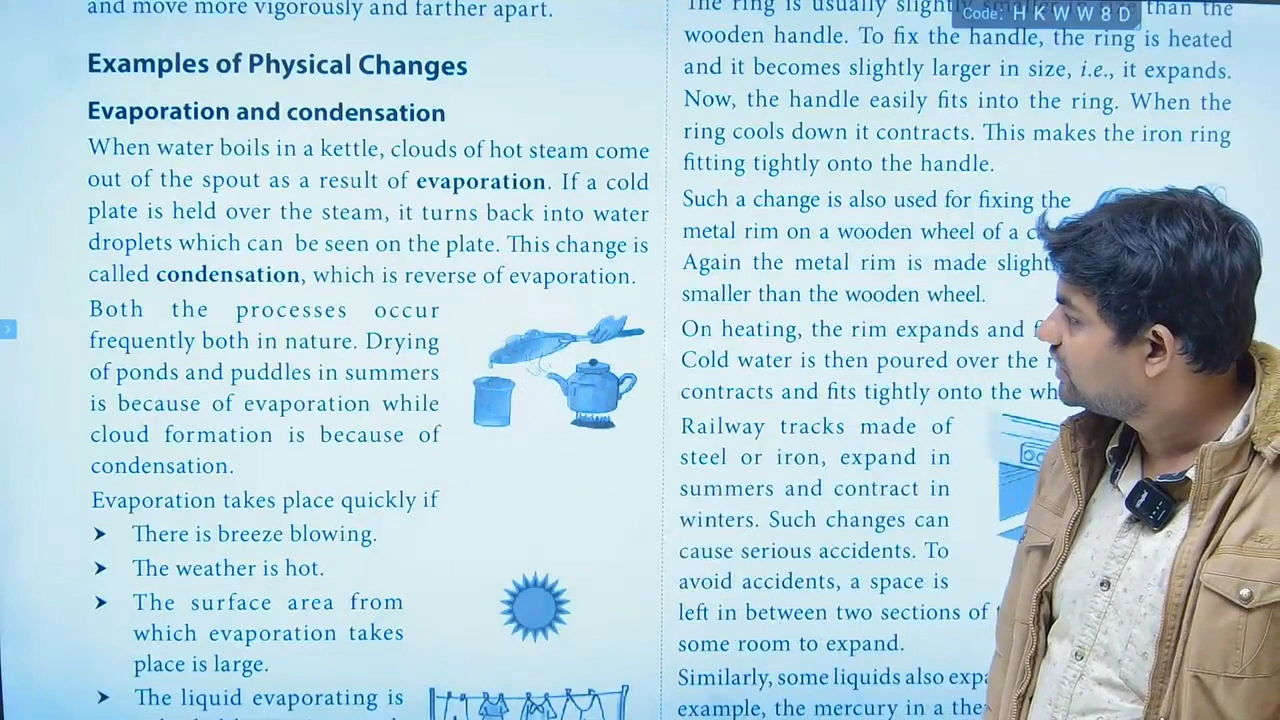 and move more vigorously and farther apart.
Examples of Physical Changes
Evaporation and condensation
When water boils in a kettle, clouds of hot steam come
out of the spout as a result of evaporation. If a cold
plate is held over the steam, it turns back into water
droplets which can be seen on the plate. This change is
called condensation, which is reverse of evaporation.
Both the processes occur
frequently both in nature. Drying
of ponds and puddles in summers
is because of evaporation while
cloud formation is because of
condensation.
Evaporation takes place quickly if
➤ There is breeze blowing.
➤ The weather is hot.
➤ The surface area from
which evaporation takes
place is large.
➤ The liquid evaporating is
The ring is usually slightly than the
Code: HKWW8D
wooden handle. To fix the handle, the ring is heated
and it becomes slightly larger in size, i.e., it expands.
Now, the handle easily fits into the ring. When the
ring cools down it contracts. This makes the iron ring
fitting tightly onto the handle.
Such a change is also used for fixing the
metal rim on a wooden wheel of a
Again the metal rim is made
smaller than the wooden wheel.
On heating, the rim expands and
Cold water is then poured over the
contracts and fits tightly onto the
Railway tracks made of
steel or iron, expand in
summers and contract in
winters. Such changes can
cause serious accidents. To
avoid accidents, a space is
left in between two sections of
some room to expand.
Similarly, some liquids also
example, the mercury in a